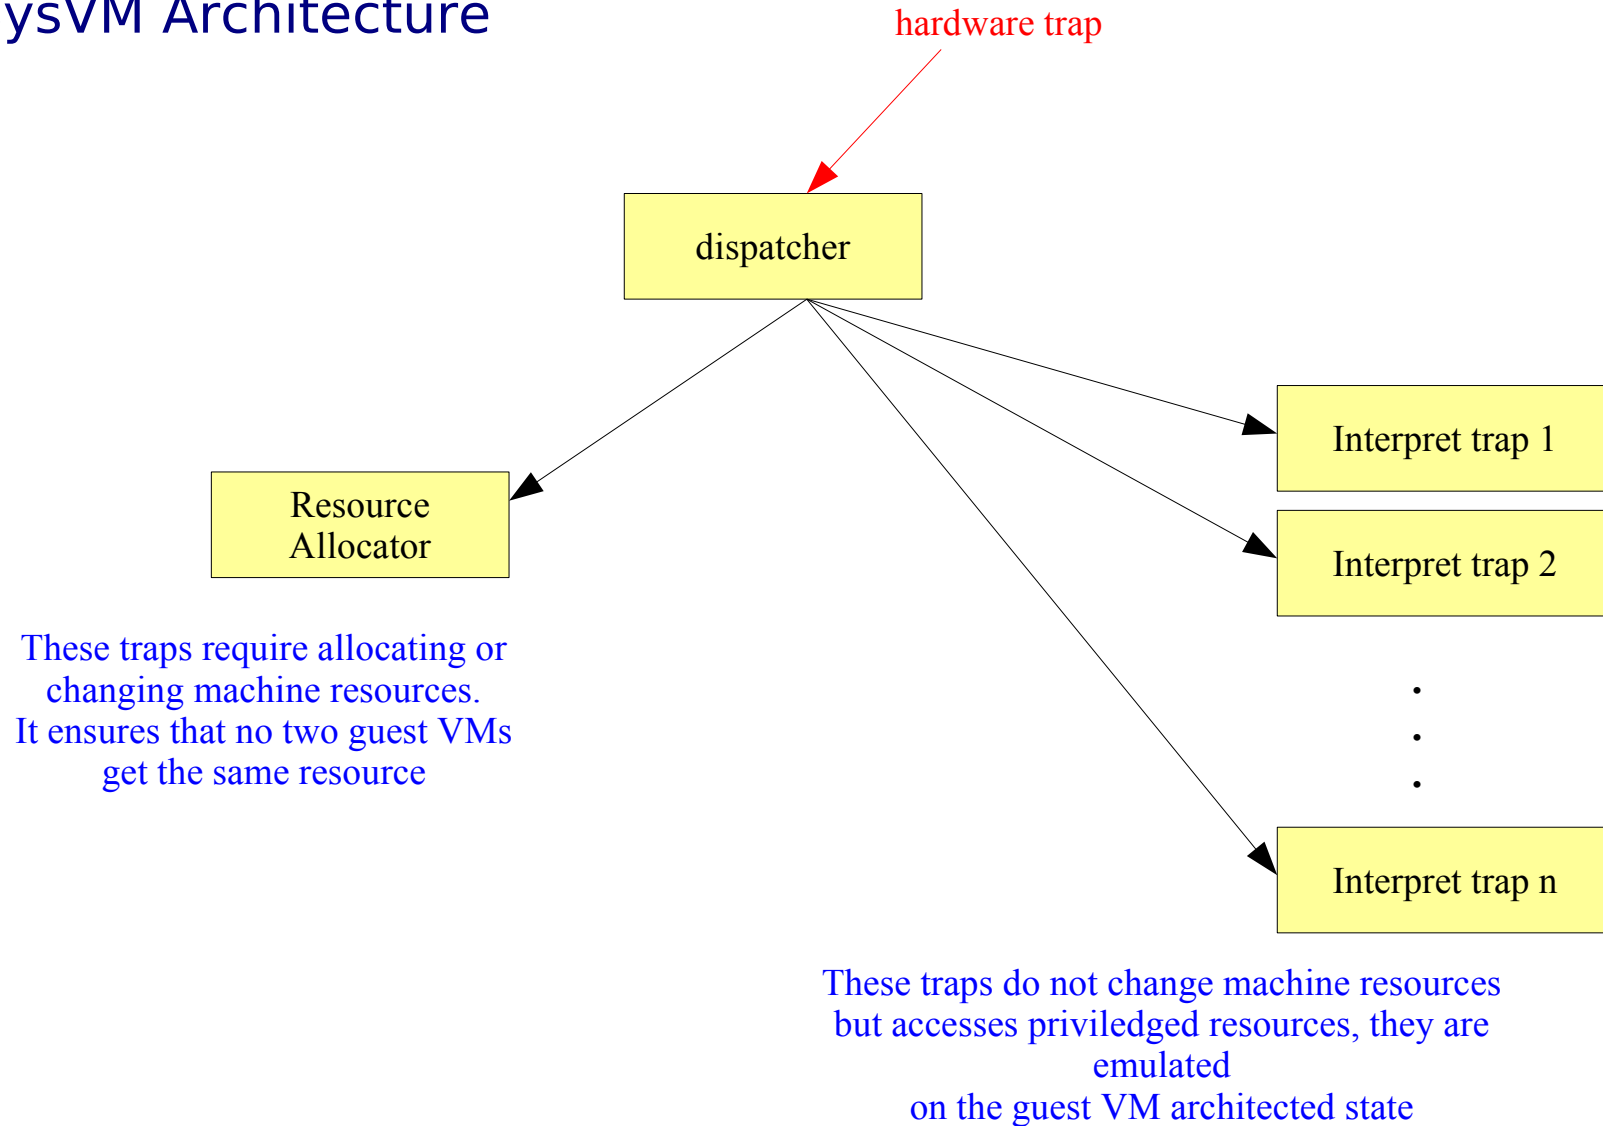 ysVM Architecture
hardware trap
dispatcher
Interpret trap 1
Resource
Allocator
Interpret trap 2
These traps require allocating or
changing machine resources.
It ensures that no two guest VMs
get the same resource
.
.
.
Interpret trap n
These traps do not change machine resources
but accesses priviledged resources, they are
emulated
on the guest VM architected state